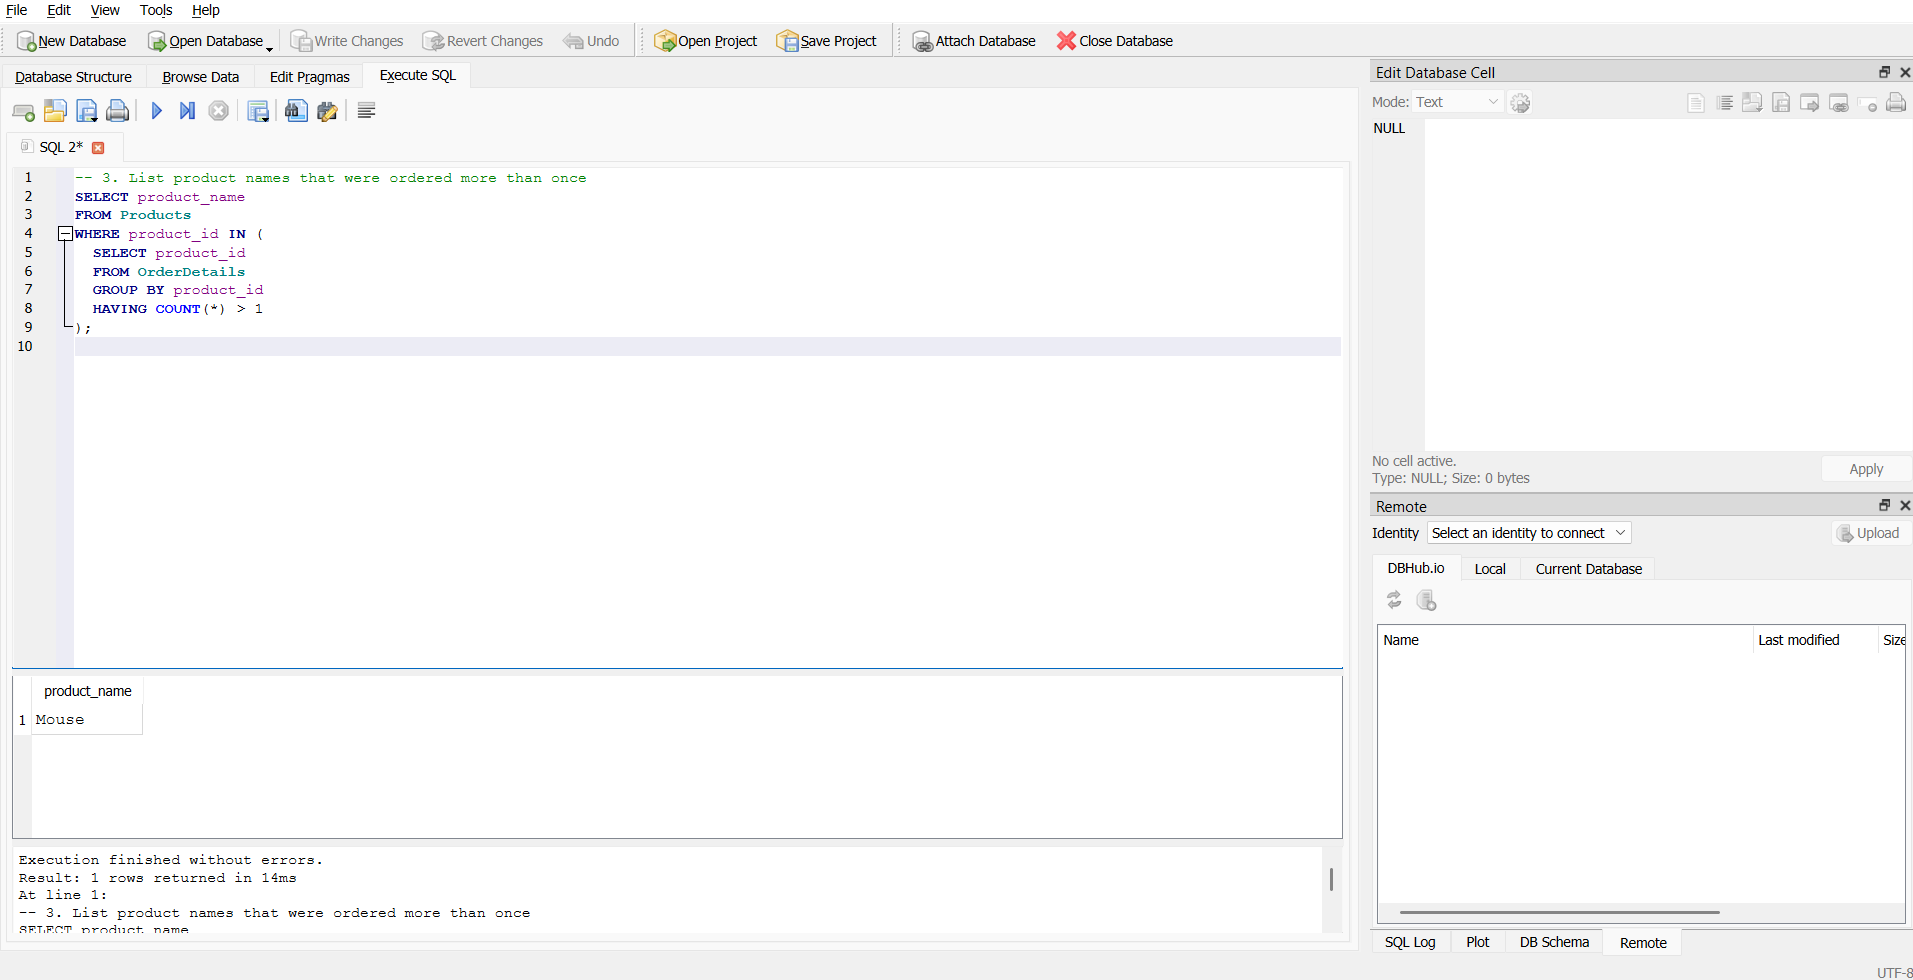 File Edit View Tools Help
New Database Open Database Write Changes Revert Changes Undo Open Project Save Project Attach Database Close Database
Database Structure Browse Data Edit Pragmas Execute SQL
SQL 2*
1 -- 3. List product names that were ordered more than once
2 SELECT product_name
3 FROM Products
4 WHERE product_id IN (
5 SELECT product_id
6 FROM OrderDetails
7 GROUP BY product_id
8 HAVING COUNT(*) > 1
9 );
10
product_name
1 Mouse
Execution finished without errors.
Result: 1 rows returned in 14ms
At line 1:
-- 3. List product names that were ordered more than once
SELECT product_name
Edit Database Cell
Mode: Text
NULL
No cell active.
Type: NULL; Size: 0 bytes
Apply
Remote
Identity Select an identity to connect Upload
DBHub.io Local Current Database
Name Last modified Size
SQL Log Plot DB Schema Remote
UTF-8